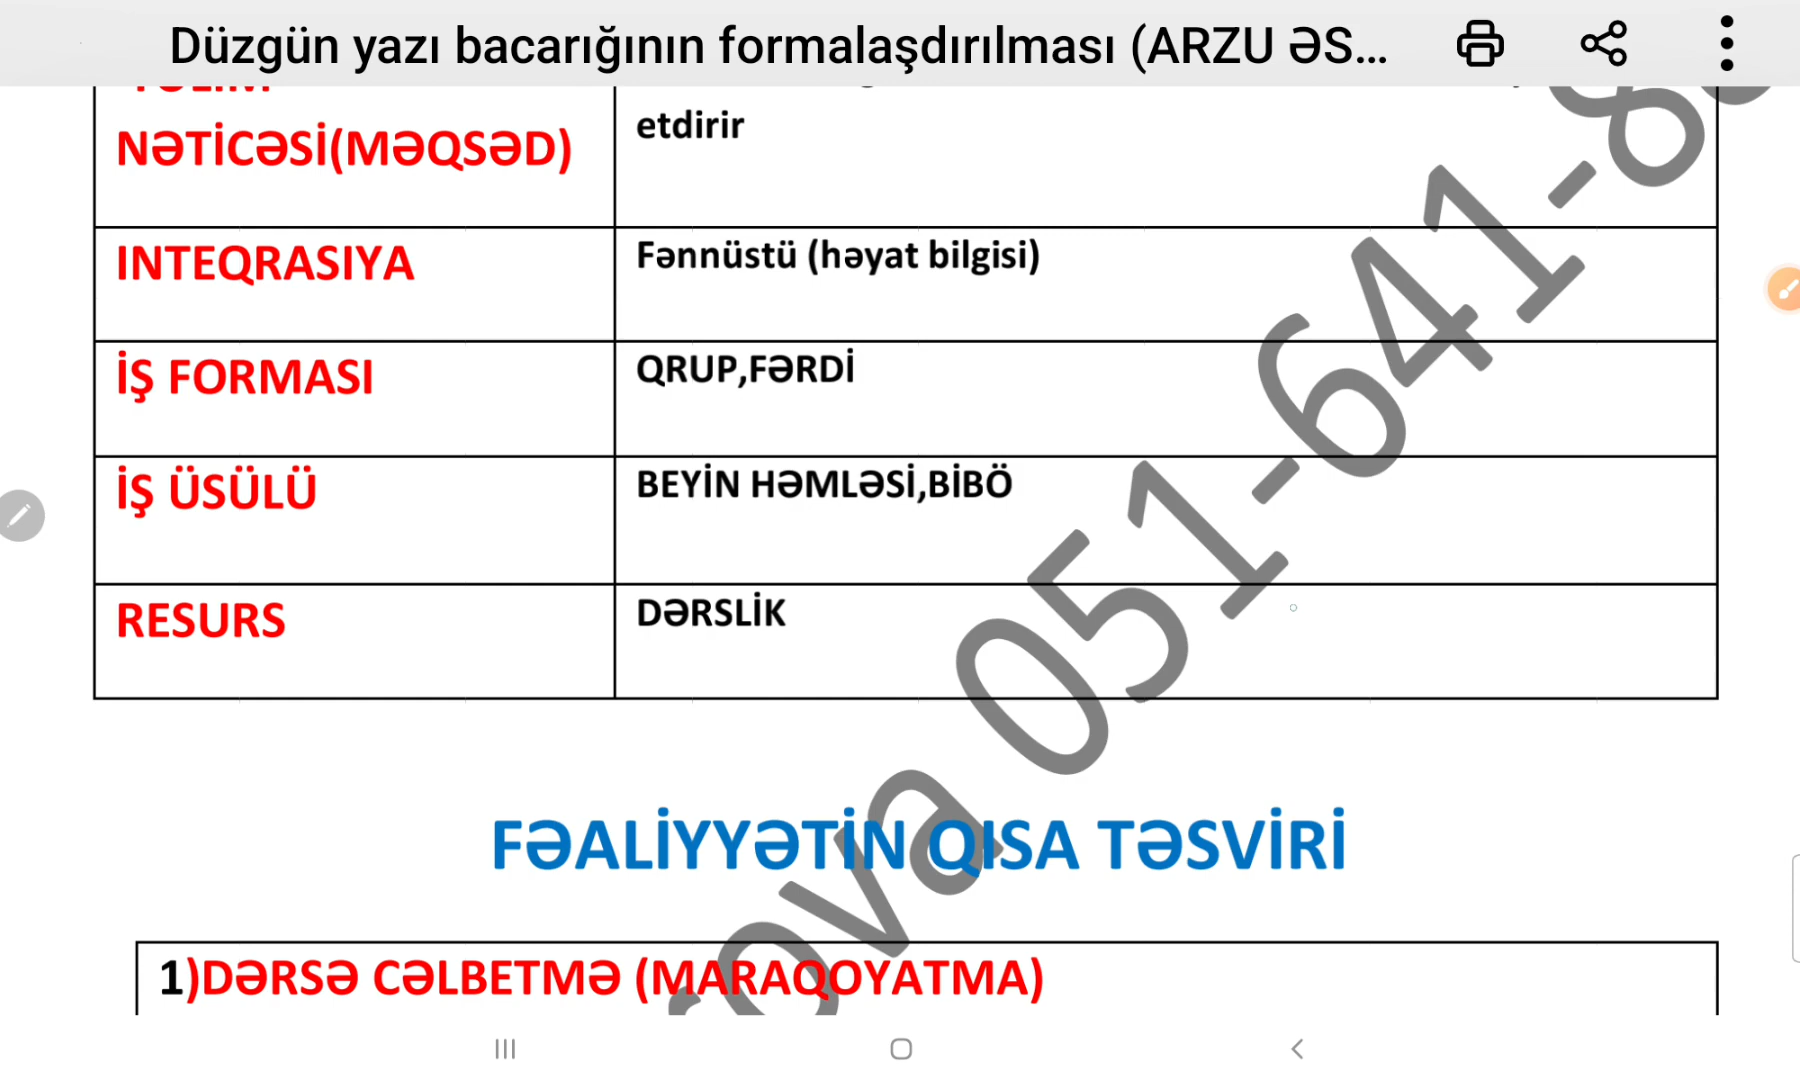 Düzgün yazı bacarığının formalaşdırılması (ARZU ƏS...
NƏTİCƏSİ(MƏQSƏD)
etdirir
INTEQRASIYA
Fənnüstü (həyat bilgisi)
İŞ FORMASI
QRUP,FƏRDİ
İŞ ÜSÜLÜ
BEYİN HƏMLƏSİ,BİBÖ
RESURS
DƏRSLİK
ova 051-641-8
FƏALİYYƏTİN QISA TƏSVİRİ
1)DƏRSƏ CƏLBETMƏ (MARAQOYATMA)